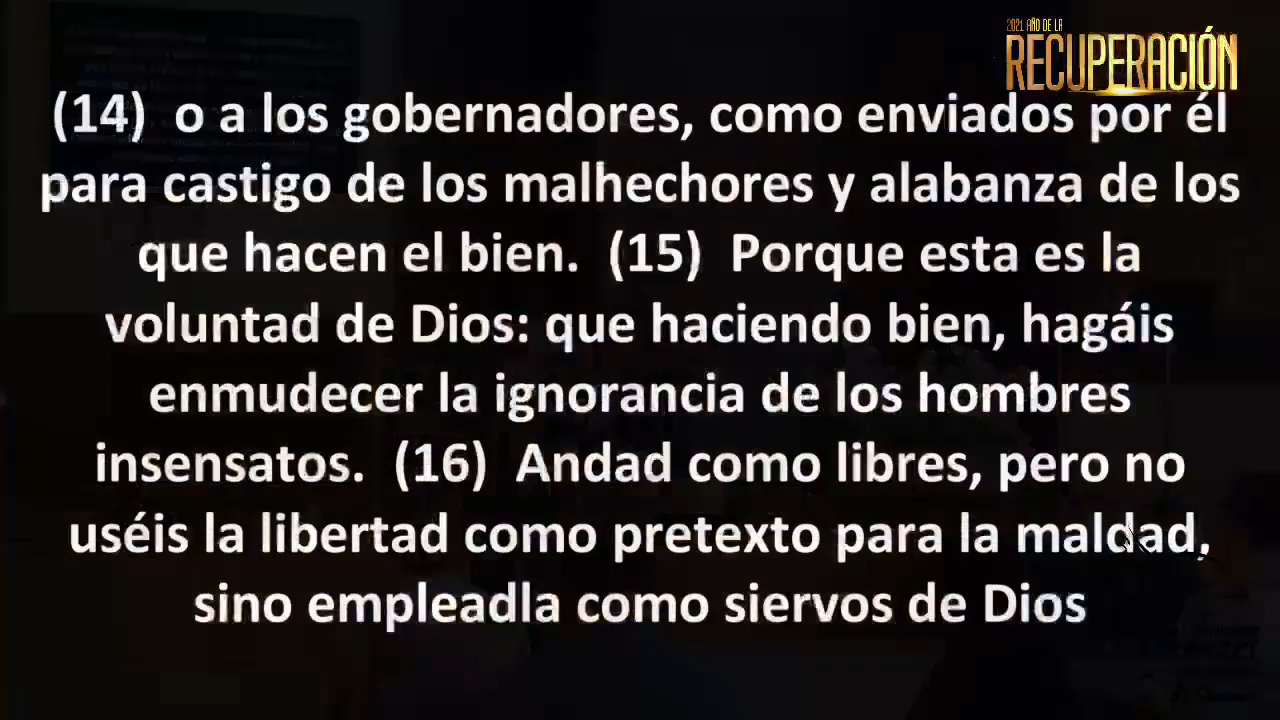 2021 AÑO DE LA
RECUPERACIÓN
(14) o a los gobernadores, como enviados por él
para castigo de los malhechores y alabanza de los
que hacen el bien. (15) Porque esta es la
voluntad de Dios: que haciendo bien, hagáis
enmudecer la ignorancia de los hombres
insensatos. (16) Andad como libres, pero no
uséis la libertad como pretexto para la maldad,
sino empleadla como siervos de Dios